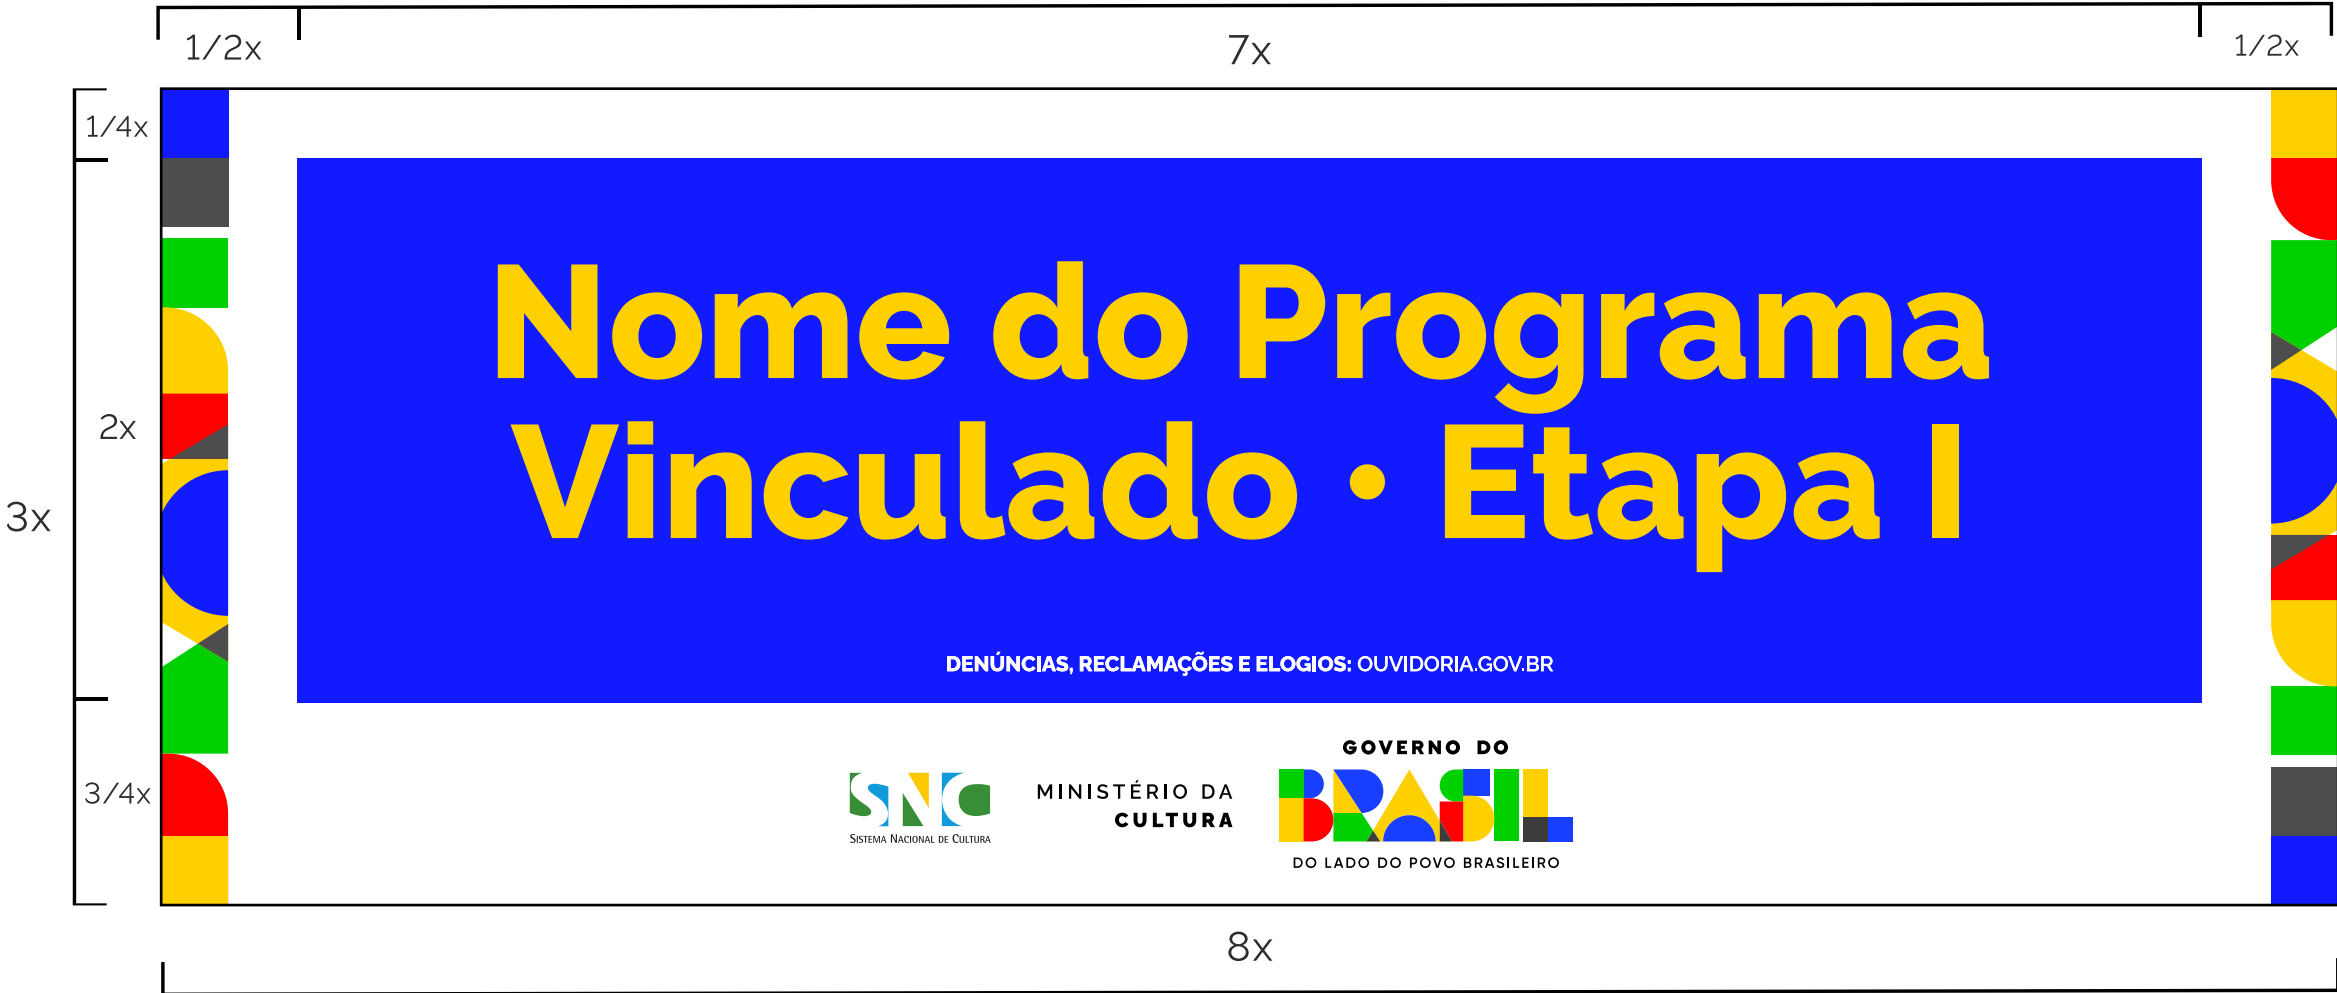 1/2x
7x
1/2x
1/4x
2x
3x
3/4x
Nome do Programa
Vinculado • Etapa I
DENÚNCIAS, RECLAMAÇÕES E ELOGIOS: OUVIDORIA.GOV.BR
SNC
SISTEMA NACIONAL DE CULTURA
MINISTÉRIO DA
CULTURA
GOVERNO DO
BRASIL
DO LADO DO POVO BRASILEIRO
8x